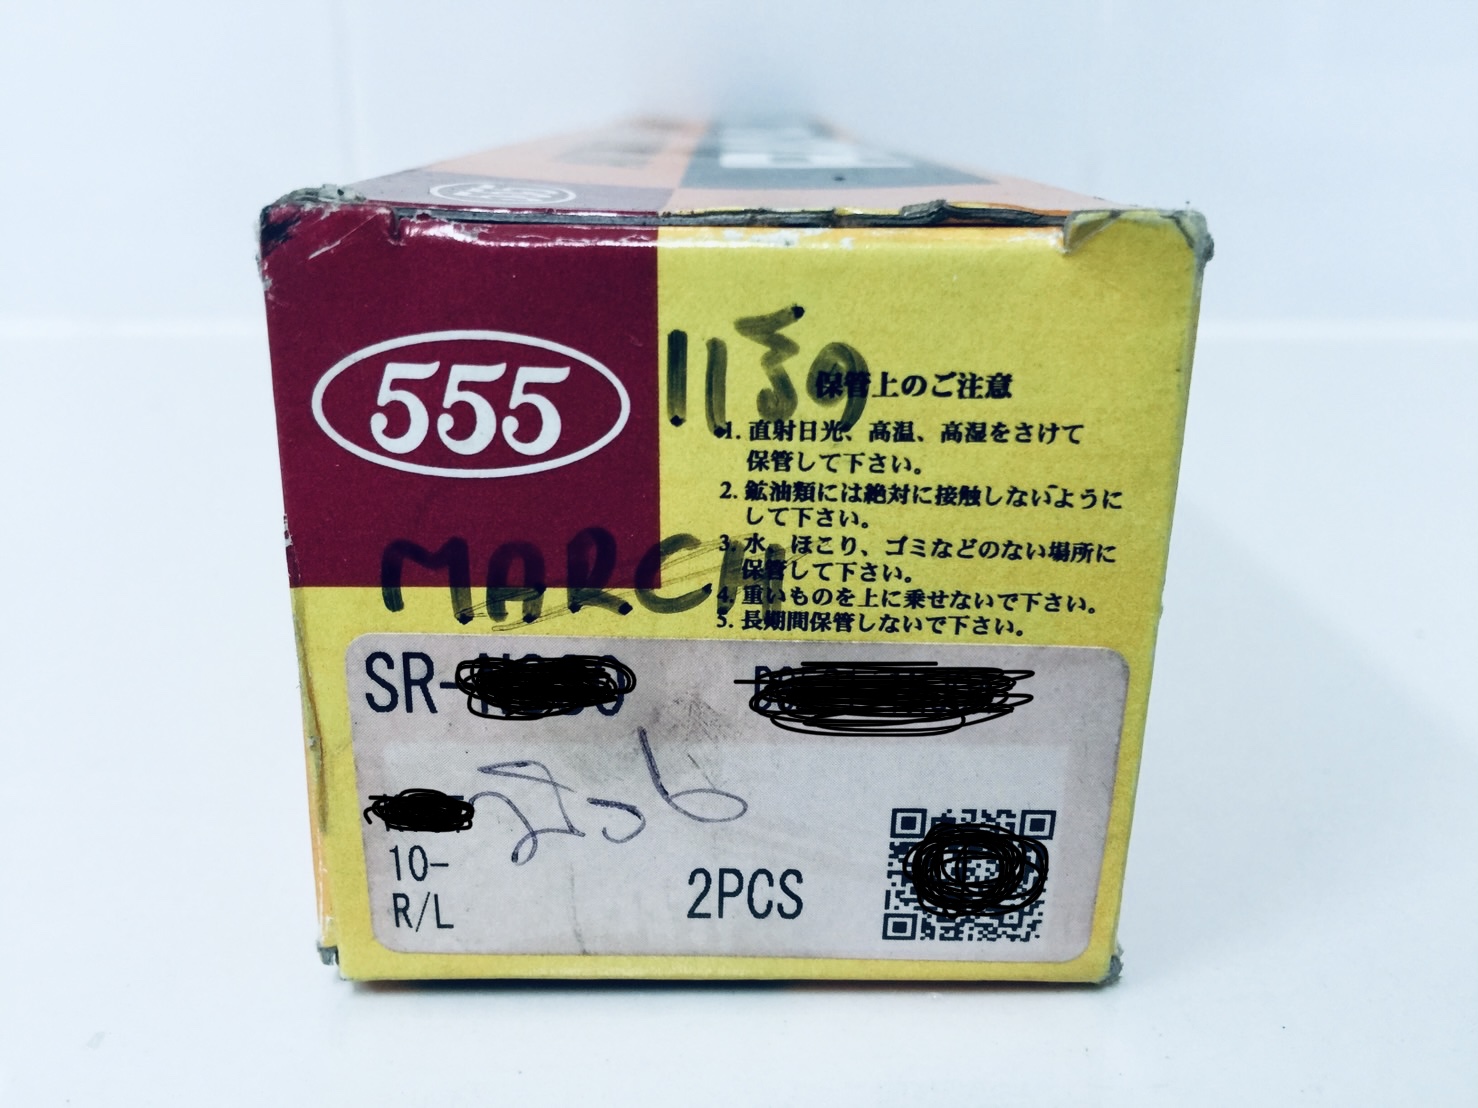 555
保管上のご注意
1. 直射日光、高温、高湿をさけて
保管して下さい。
2. 鉱油類には絶対に接触しないように
して下さい。
3. 水、ほこり、ゴミなどのない場所に
保管して下さい。
4. 重いものを上に乗せないで下さい。
5. 長期間保管しないで下さい。
MARCH
SR-
10-
R/L
2PCS